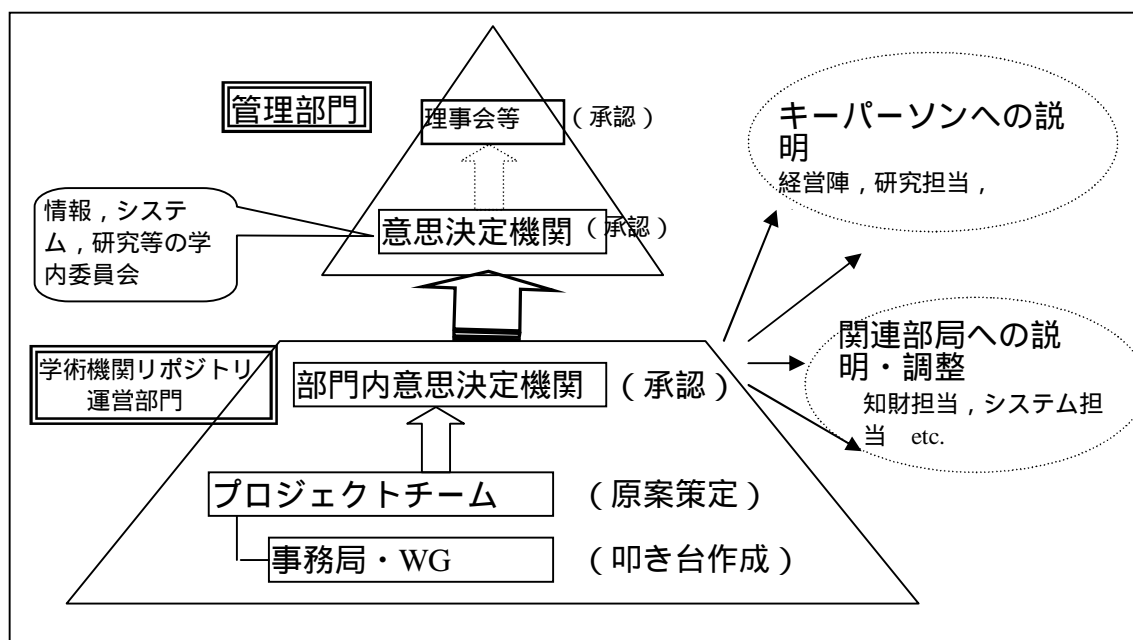 管理部門
理事会等
（承認）
キーパーソンへの説
明
経営陣，研究担当，
情報，システ
ム，研究等の学
内委員会
意思決定機関
（承認）
関連部局への説
明・調整
知財担当，システム担
当 etc.
学術機関リポジトリ
運営部門
部門内意思決定機関
（承認）
プロジェクトチーム
（原案策定）
事務局・WG
（叩き台作成）